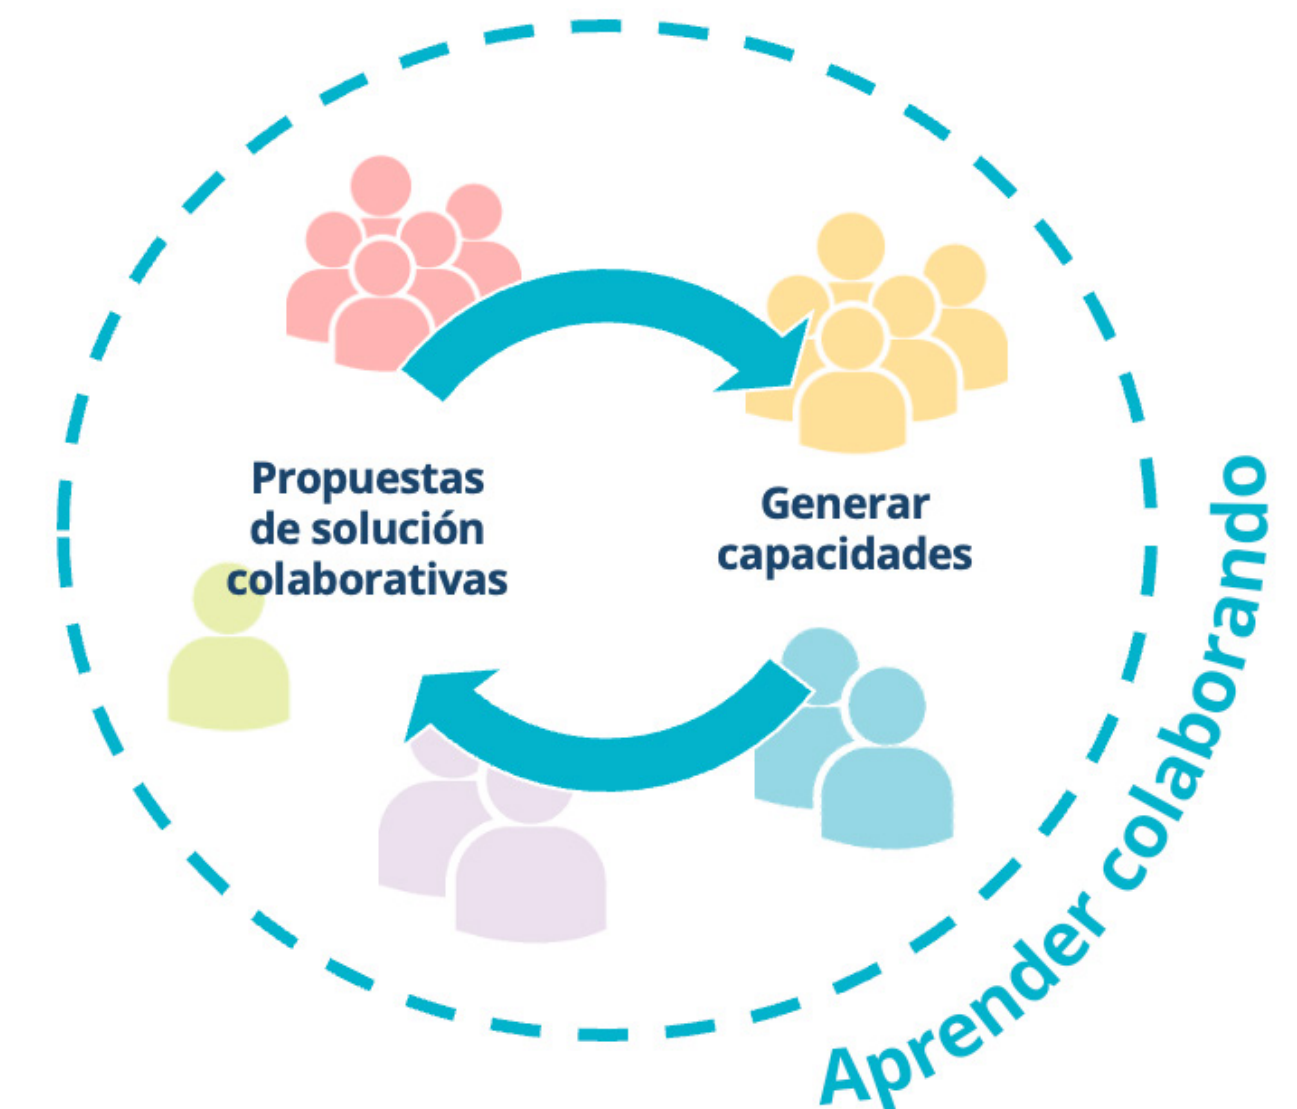 Propuestas
de solución
colaborativas
Generar
capacidades
Aprender colaborando